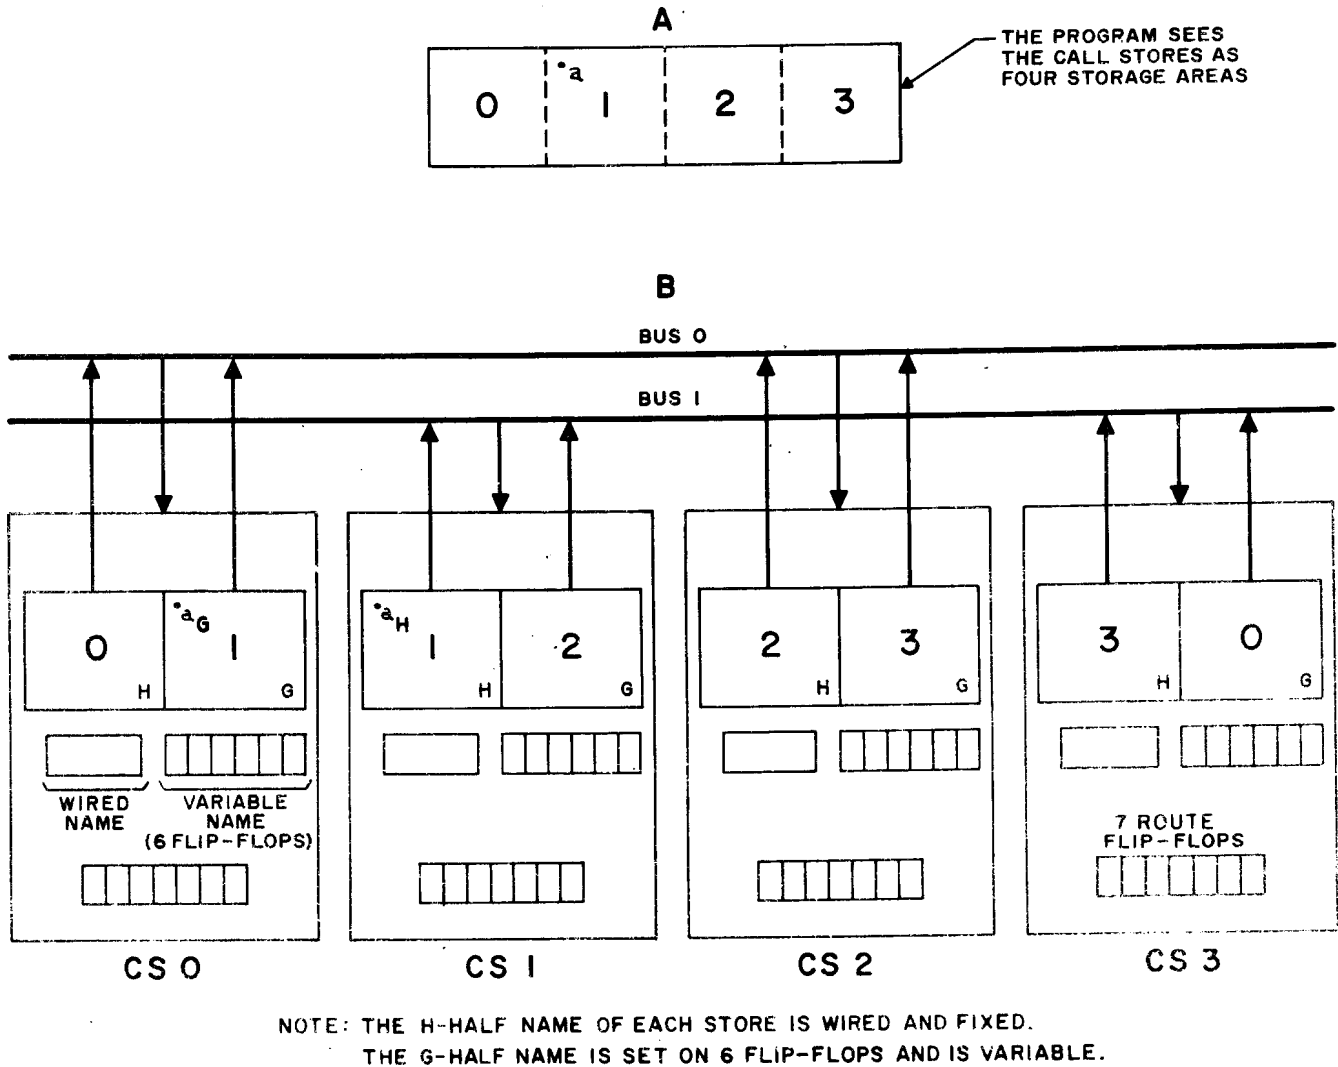 A
THE PROGRAM SEES
THE CALL STORES AS
FOUR STORAGE AREAS
•a
0 1 2 3
B
BUS 0
BUS 1
•aG
•aH
0 1 1 2 2 3 3 0
H G H G H G H G
WIRED
NAME
VARIABLE
NAME
(6 FLIP-FLOPS)
7 ROUTE
FLIP-FLOPS
CS 0 CS 1 CS 2 CS 3
NOTE: THE H-HALF NAME OF EACH STORE IS WIRED AND FIXED.
THE G-HALF NAME IS SET ON 6 FLIP-FLOPS AND IS VARIABLE.